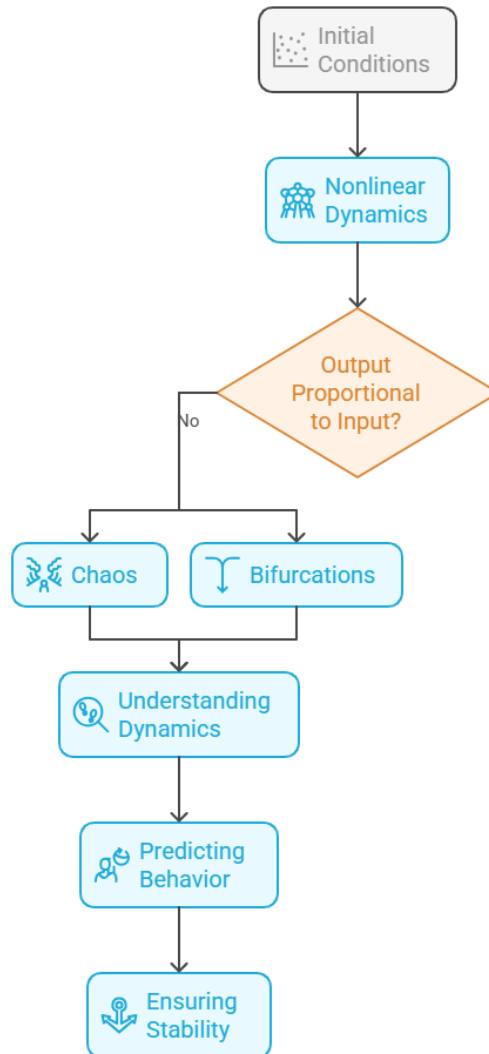 Initial
Conditions
Nonlinear
Dynamics
Output
Proportional
to Input?
No
Chaos
Bifurcations
Understanding
Dynamics
Predicting
Behavior
Ensuring
Stability